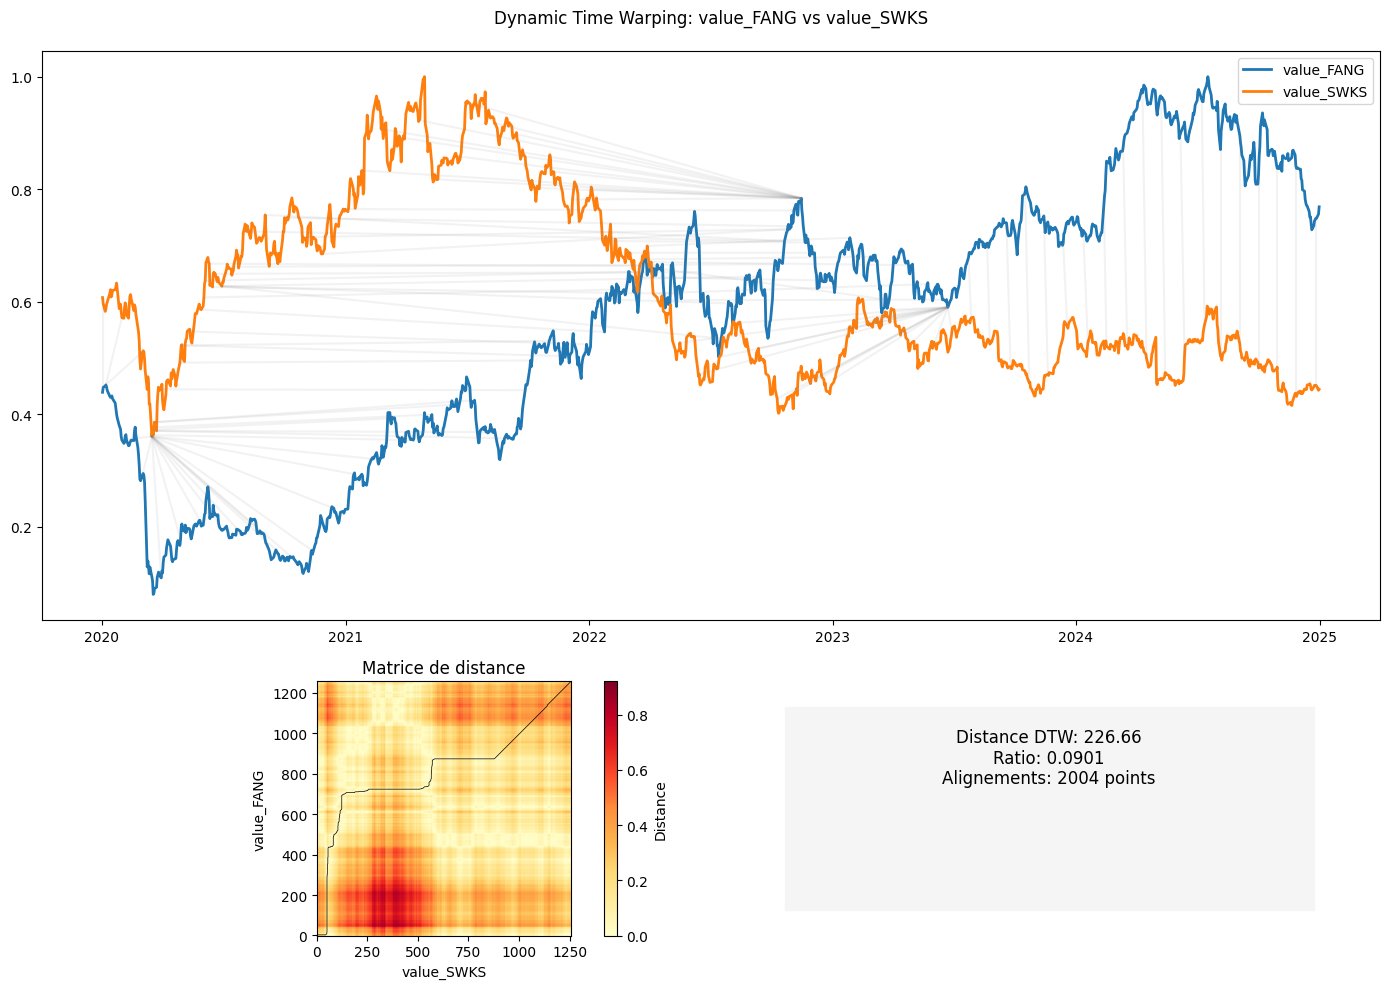 Dynamic Time Warping: value_FANG vs value_SWKS
value_FANG
value_SWKS
1.0
0.8
0.6
0.4
0.2
2020 2021 2022 2023 2024 2025
Matrice de distance
1200
1000
800
600
400
200
0
value_FANG
0 250 500 750 1000 1250
value_SWKS
0.8
0.6
0.4
0.2
0.0
Distance
Distance DTW: 226.66
Ratio: 0.0901
Alignements: 2004 points